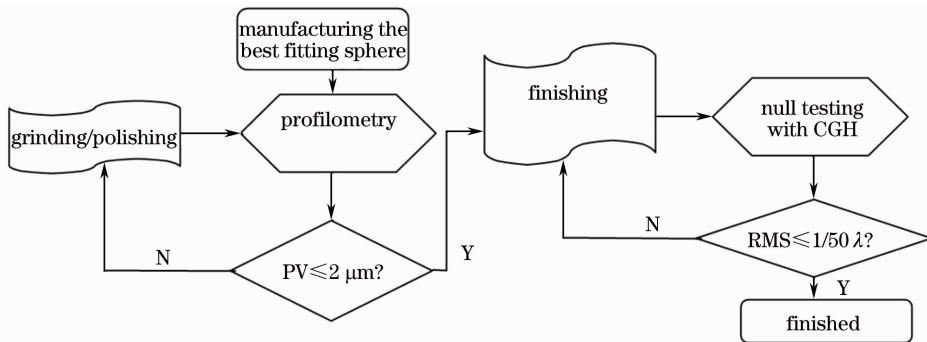 manufacturing the
best fitting sphere
grinding/polishing
profilometry
N
PV≤2 μm?
Y
finishing
null testing
with CGH
N
RMS≤1/50 λ?
Y
finished